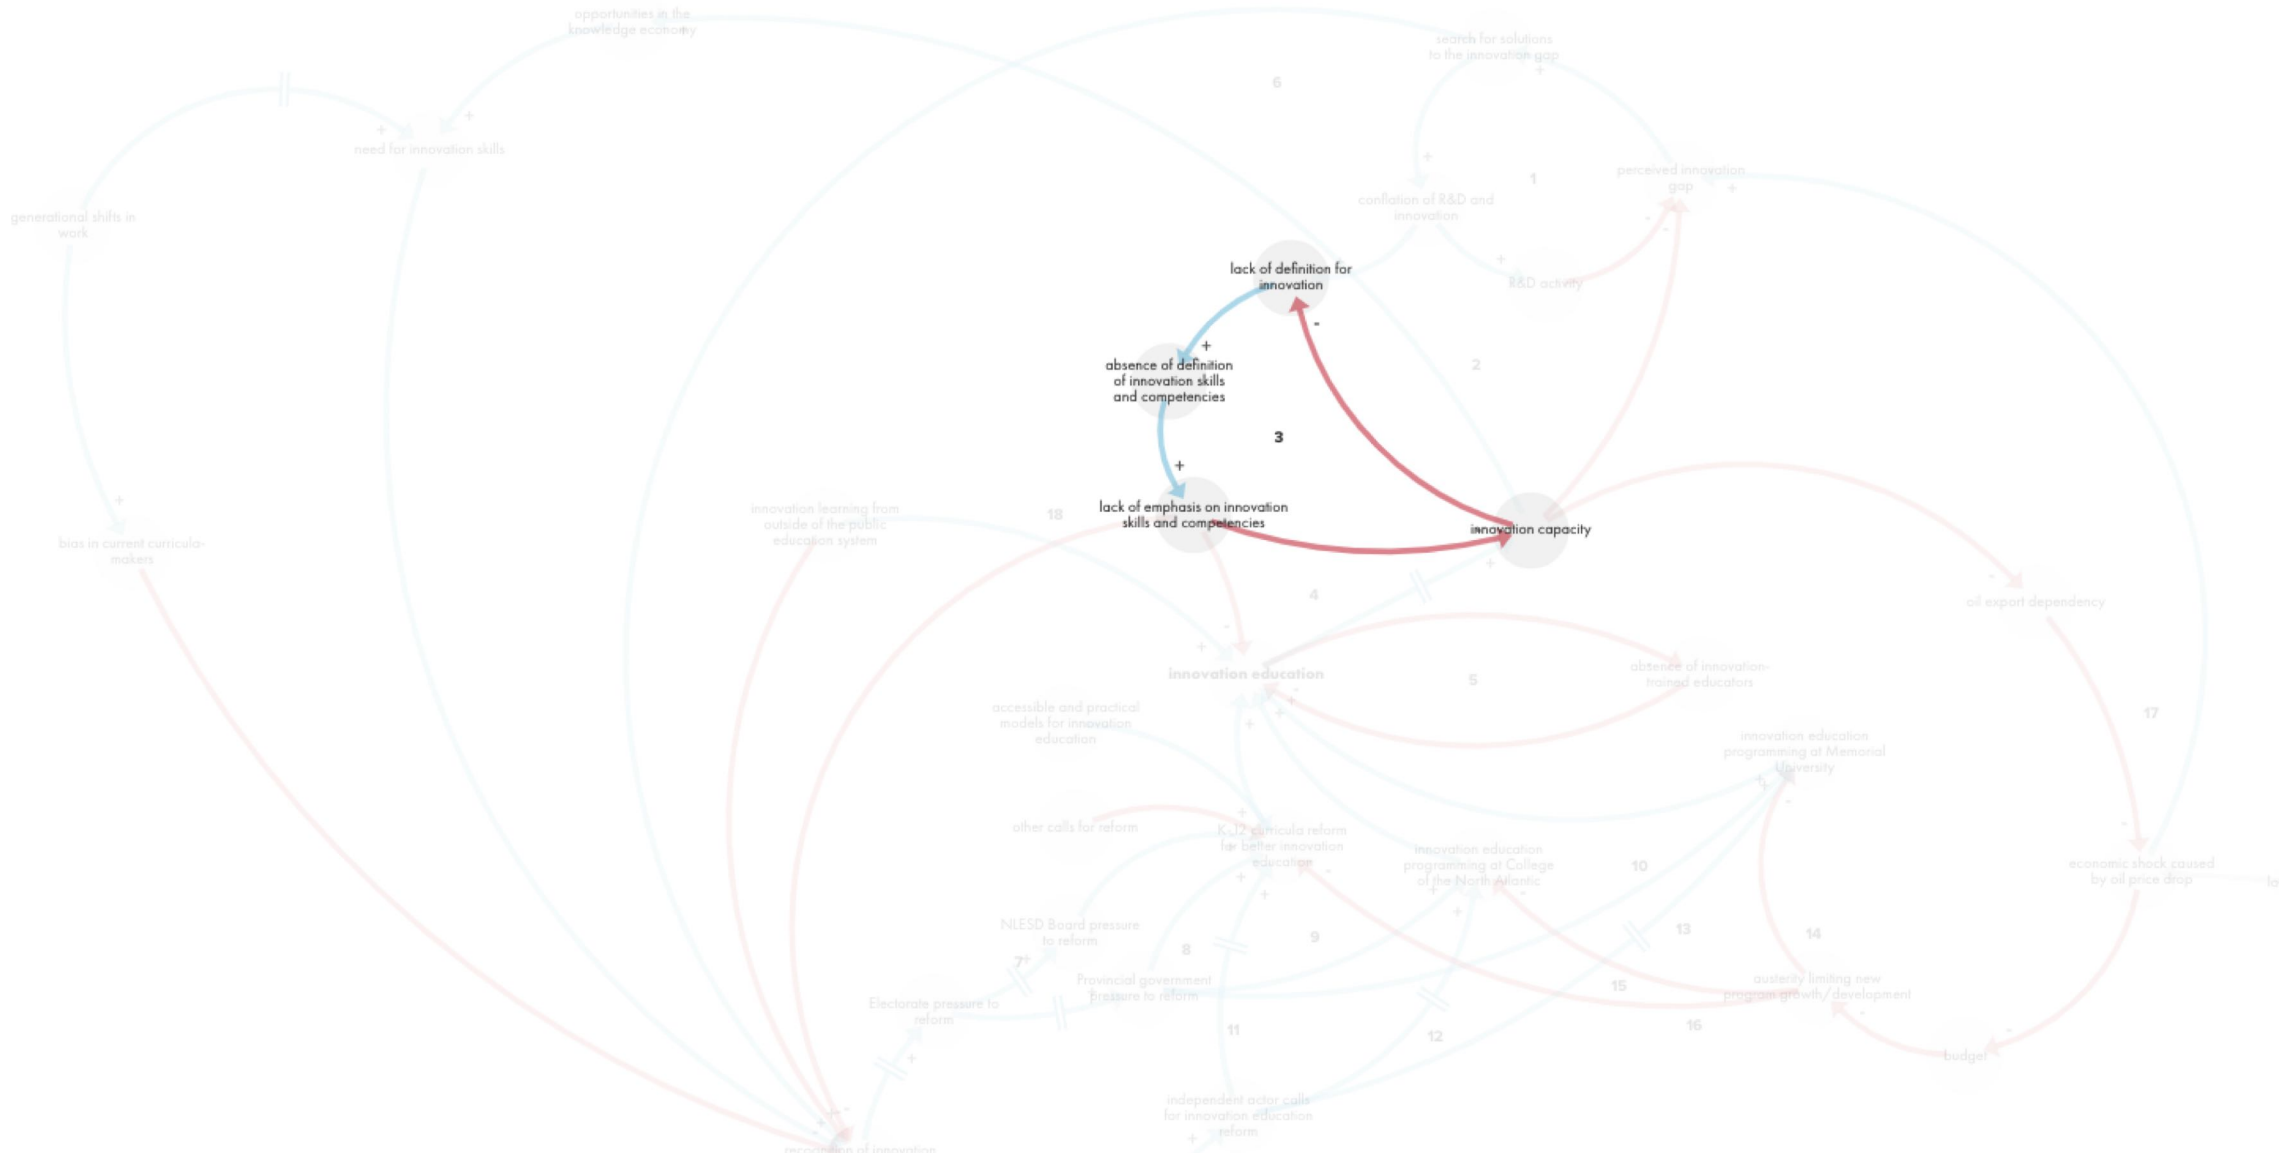 opportunities in the
knowledge economy
+
search for solutions
to the innovation gap
+
6
+
+
need for innovation skills
+
perceived innovation
gap
+
1
conflation of R&D and
innovation
generational shifts in
work
-
-
+
R&D activity
lack of definition for
innovation
-
+
2
absence of definition
of innovation skills
and competencies
3
+
+
lack of emphasis on innovation
skills and competencies
innovation learning from
outside of the public
education system
18
-
innovation capacity
+
bias in current curricula-
makers
-
oil export dependency
4
-
+
innovation education
absence of innovation-
trained educators
5
-
+
+
+
accessible and practical
models for innovation
education
17
innovation education
programming at Memorial
University
+
+
-
+
other calls for reform
K-12 curricula reform
for better innovation
education
-
innovation education
programming at College
of the North Atlantic
10
economic shock caused
by oil price drop
la
+
+
-
+
+
-
NLESD Board pressure
to reform
8
9
13
14
7
+
Provincial government
pressure to reform
austerity limiting new
program growth/development
15
Electorate pressure to
reform
-
16
11
12
-
budget
+
independent actor calls
for innovation education
reform
+
+
-
-
+
recognition of innovation